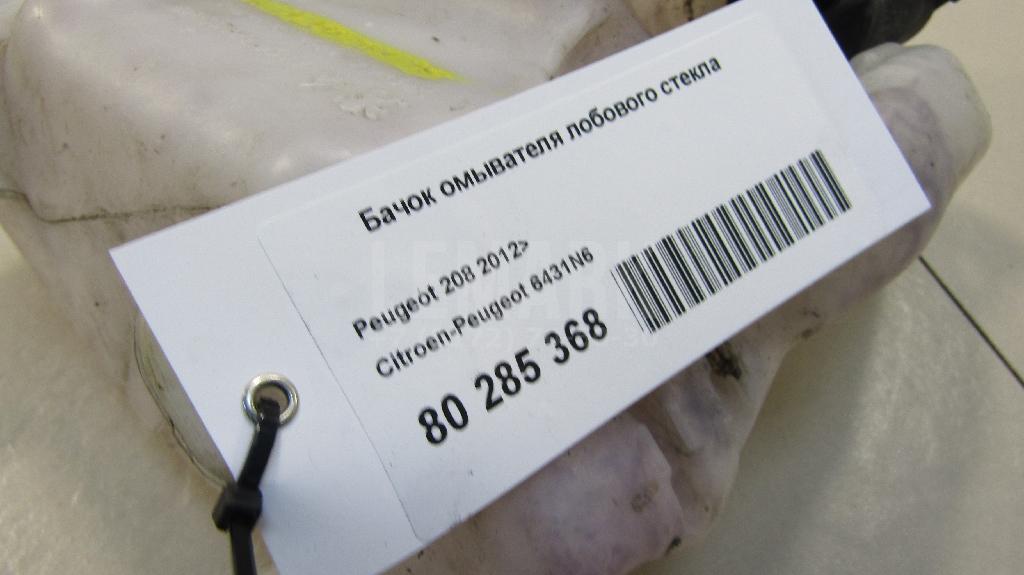 Бачок омывателя лобового стекла
Peugeot 208 2012>
Citroen-Peugeot 6431N6
80 285 368